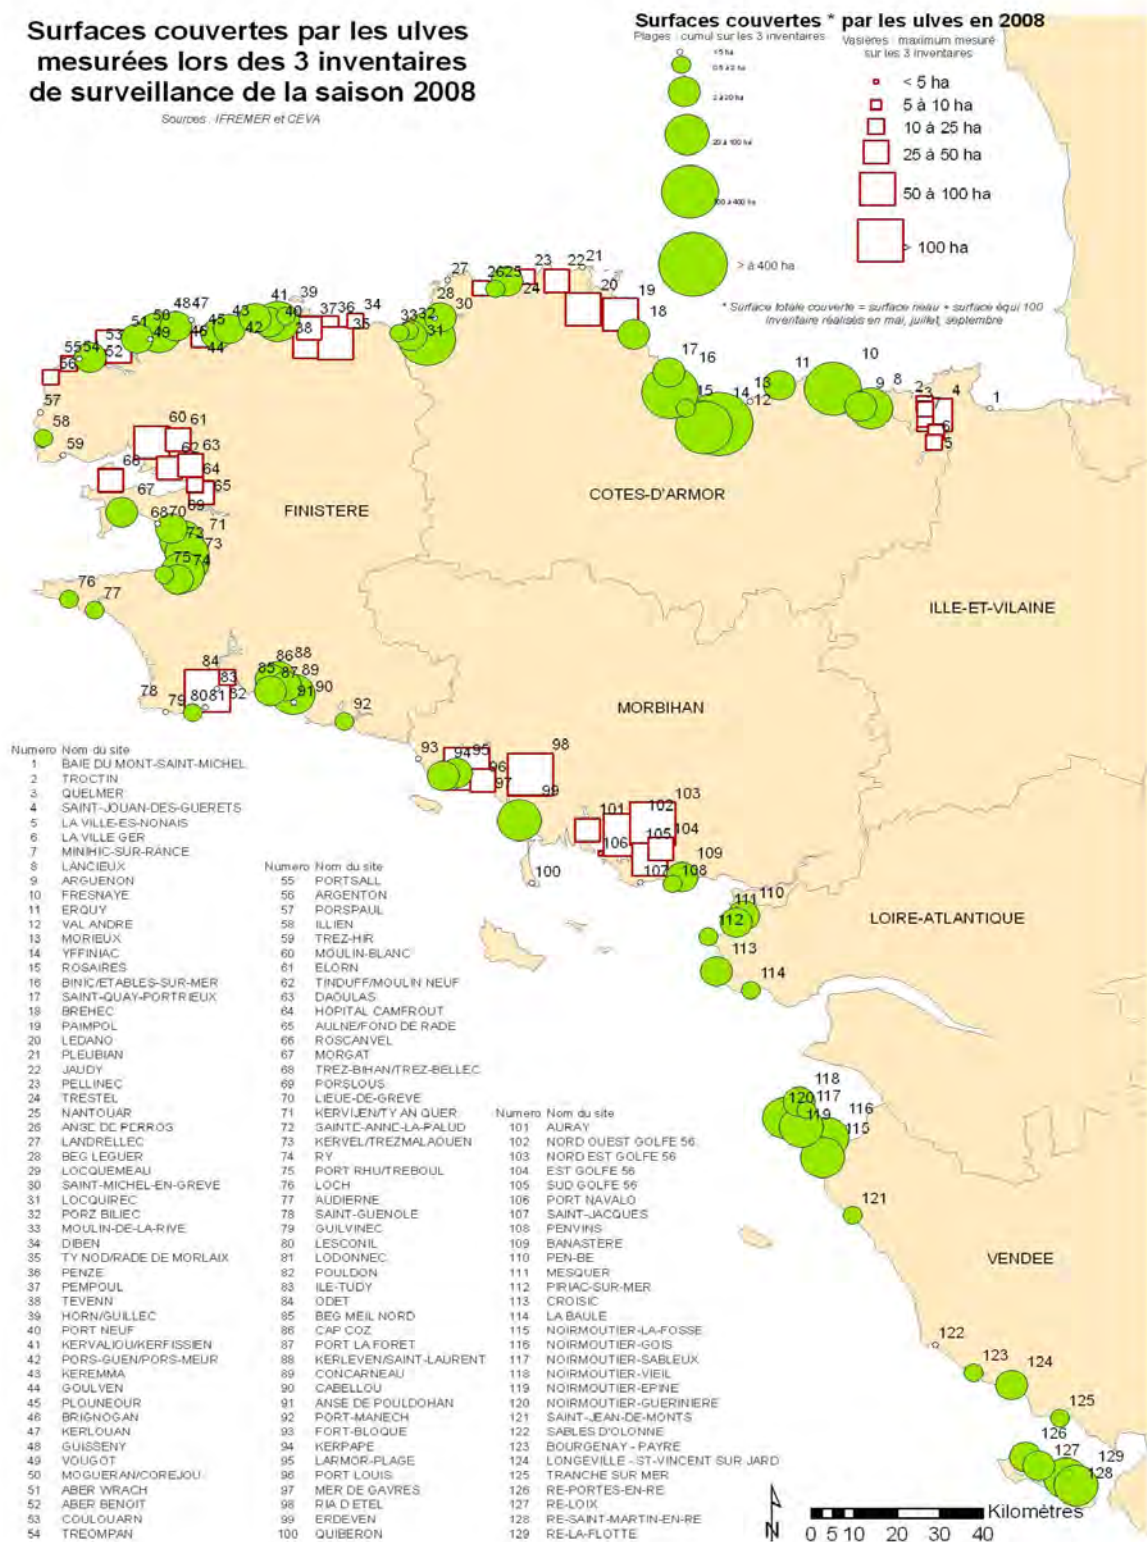 Surfaces couvertes par les ulves
mesurées lors des 3 inventaires
de surveillance de la saison 2008
Sources : IFREMER et CEVA
Surfaces couvertes * par les ulves en 2008
Plages : cumul sur les 3 inventaires
Vasières : maximum mesuré
sur les 3 inventaires
< 5 ha
5 à 10 ha
10 à 25 ha
25 à 50 ha
50 à 100 ha
> 100 ha
2 à 20 ha
20 à 100 ha
100 à 400 ha
> à 400 ha
* Surface totale couverte = surface rideau + surface équi 100
Inventaire réalisés en mai, juillet, septembre
FINISTERE
COTES-D'ARMOR
ILLE-ET-VILAINE
MORBIHAN
LOIRE-ATLANTIQUE
VENDEE
Numero Nom du site
1 BAIE DU MONT-SAINT-MICHEL
2 TROCTIN
3 QUELMER
4 SAINT-JOUAN-DES-GUERETS
5 LA VILLE-ES-NONAIS
6 LA VILLE GER
7 MINIHIC-SUR-RANCE
8 LANCIEUX
9 ARGUENON
10 FRESNAYE
11 ERQUY
12 VAL ANDRE
13 MORIEUX
14 YFFINIAC
15 ROSAIRES
16 BINIC/ETABLES-SUR-MER
17 SAINT-QUAY-PORTRIEUX
18 BREHEC
19 PAIMPOL
20 LEDANO
21 PLEUBIAN
22 JAUDY
23 PELLINEC
24 TRESTEL
25 NANTOUAR
26 ANSE DE PERROS
27 LANDRELLEC
28 BEG LEGUER
29 LOCQUEMEAU
30 SAINT-MICHEL-EN-GREVE
31 LOCQUIREC
32 PORZ BILIEC
33 MOULIN-DE-LA-RIVE
34 DIBEN
35 TY NOD/RADE DE MORLAIX
36 PENZE
37 PEMPOUL
38 TEVENN
39 HORN/GUILLEC
40 PORT NEUF
41 KERVALIOU/KERFISSIEN
42 PORS-GUEN/PORS-MEUR
43 KEREMMA
44 GOULVEN
45 PLOUNEOUR
46 BRIGNOGAN
47 KERLOUAN
48 GUISSENY
49 VOUGOT
50 MOGUERAN/COREJOU
51 ABER WRACH
52 ABER BENOIT
53 COULOUARN
54 TREOMPAN
Numero Nom du site
55 PORTSALL
56 ARGENTON
57 PORSPAUL
58 ILLIEN
59 TREZ-HIR
60 MOULIN-BLANC
61 ELORN
62 TINDUFF/MOULIN NEUF
63 DAOULAS
64 HOPITAL CAMFROUT
65 AULNE/FOND DE RADE
66 ROSCANVEL
67 MORGAT
68 TREZ-BIHAN/TREZ-BELLEC
69 PORSLOUS
70 LIEUE-DE-GREVE
71 KERVIJEN/TY AN QUER
72 SAINTE-ANNE-LA-PALUD
73 KERVEL/TREZMALAOUEN
74 RY
75 PORT RHU/TREBOUL
76 LOCH
77 AUDIERNE
78 SAINT-GUENOLE
79 GUILVINEC
80 LESCONIL
81 LODONNEC
82 POULDON
83 ILE-TUDY
84 ODET
85 BEG MEIL NORD
86 CAP COZ
87 PORT LA FORET
88 KERLEVEN/SAINT-LAURENT
89 CONCARNEAU
90 CABELLOU
91 ANSE DE POULDOHAN
92 PORT-MANECH
93 FORT-BLOQUE
94 KERPAPE
95 LARMOR-PLAGE
96 PORT LOUIS
97 MER DE GAVRES
98 RIA D ETEL
99 ERDEVEN
100 QUIBERON
Numero Nom du site
101 AURAY
102 NORD OUEST GOLFE 56
103 NORD EST GOLFE 56
104 EST GOLFE 56
105 SUD GOLFE 56
106 PORT NAVALO
107 SAINT-JACQUES
108 PENVINS
109 BANASTERE
110 PEN-BE
111 MESQUER
112 PIRIAC-SUR-MER
113 CROISIC
114 LA BAULE
115 NOIRMOUTIER-LA-FOSSE
116 NOIRMOUTIER-GOIS
117 NOIRMOUTIER-SABLEUX
118 NOIRMOUTIER-VIEIL
119 NOIRMOUTIER-EPINE
120 NOIRMOUTIER-GUERINIERE
121 SAINT-JEAN-DE-MONTS
122 SABLES D'OLONNE
123 BOURGENAY - PAYRE
124 LONGEVILLE - ST-VINCENT SUR JARD
125 TRANCHE SUR MER
126 RE-PORTES-EN-RE
127 RE-LOIX
128 RE-SAINT-MARTIN-EN-RE
129 RE-LA-FLOTTE
N
Kilomètres
0 5 10 20 30 40